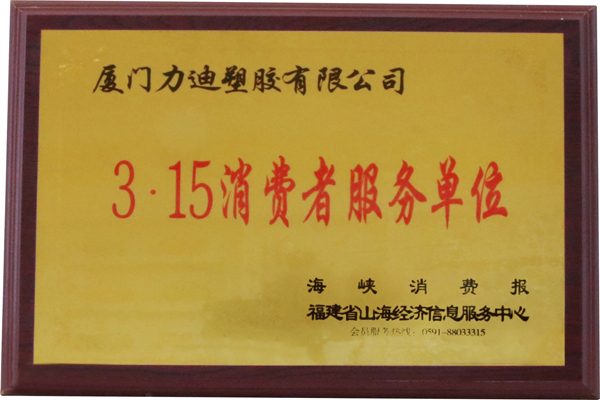 厦门力迪塑胶有限公司
3·15消费者服务单位
海峡消费报
福建省山海经济信息服务中心
会员服务热线：0591-88033315